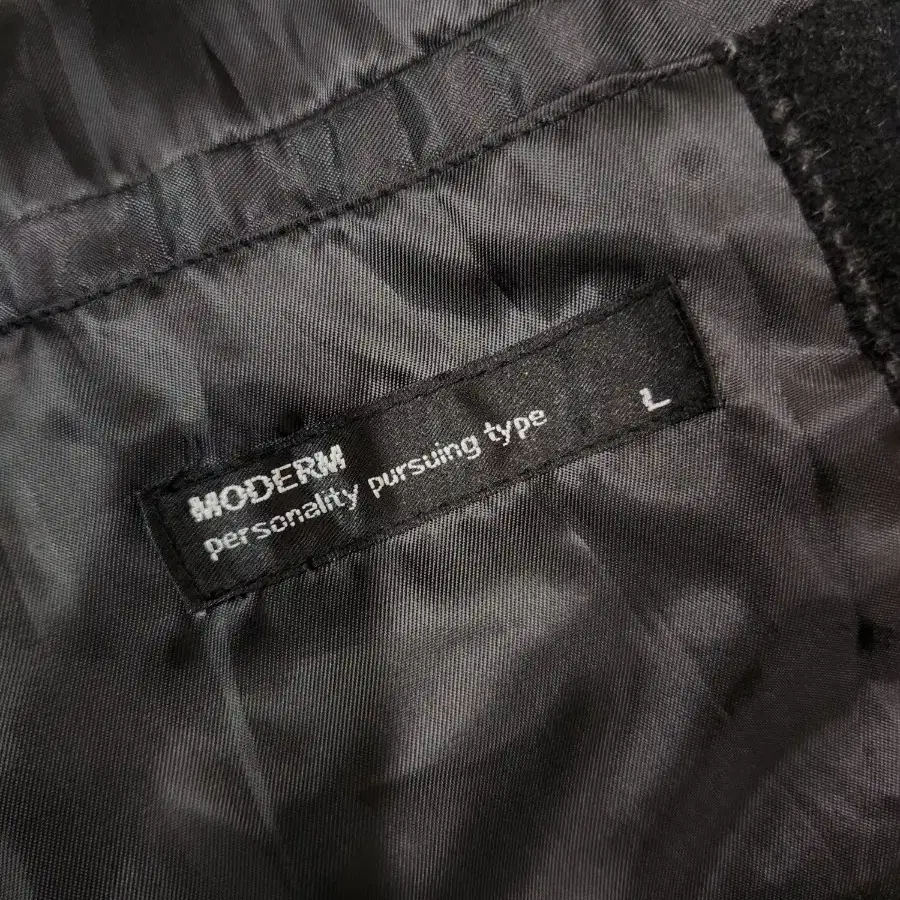 MODERM
personality pursuing type
L